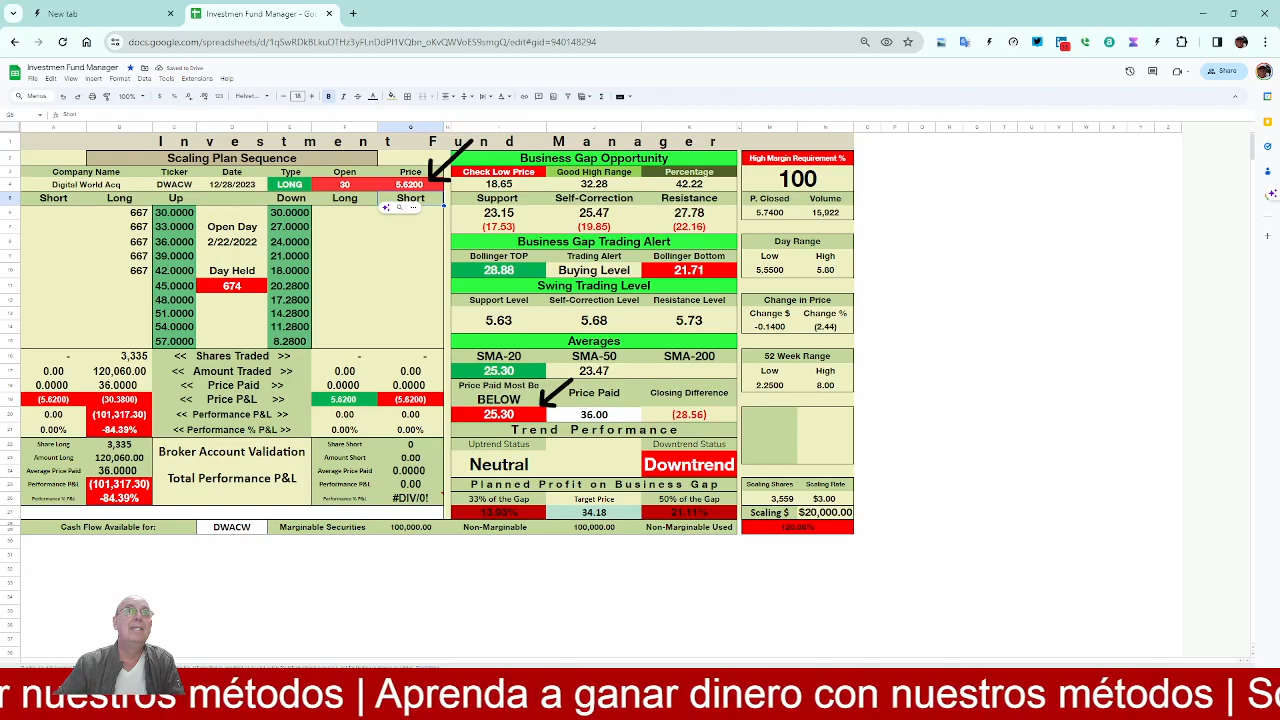 New tab
Investmen Fund Manager - Go
docs.google.com/spreadsheets/d/1qSwRDkBLIKuOTHz3yFLnDdPI1VQbn_oKvQWvSE9smgQ/edit#gid=940148294
Investmen Fund Manager
Saved to Drive
File Edit View Insert Format Data Tools Extensions Help
Share
Menus
100%
Helvet...
18
G5
Short
A B C D E F G H I J K L M N O P Q R S T U V W X Y Z
Investment Fund Manager
Scaling Plan Sequence
Business Gap Opportunity
High Margin Requirement %
Company Name Ticker Date Type Open Price
Check Low Price Good High Range Percentage
100
Digital World Acq DWACW 12/28/2023 LONG 30 5.6200
18.65 32.28 42.22
Short Long Up Down Long Short
Support Self-Correction Resistance
P. Closed Volume
667 30.0000 30.0000
23.15 25.47 27.78
5.7400 15,922
667 33.0000 Open Day 27.0000
(17.53) (19.85) (22.16)
667 36.0000 2/22/2022 24.0000
Business Gap Trading Alert
Day Range
667 39.0000 21.0000
Bollinger TOP Trading Alert Bollinger Bottom
Low High
667 42.0000 Day Held 18.0000
28.88 Buying Level 21.71
5.5500 5.80
45.0000 674 20.2800
Swing Trading Level
48.0000 17.2800
Support Level Self-Correction Level Resistance Level
Change in Price
51.0000 14.2800
5.63 5.68 5.73
Change $ Change %
54.0000 11.2800
-0.1400 (2.44)
57.0000 8.2800
Averages
- 3,335 << Shares Traded >> - -
SMA-20 SMA-50 SMA-200
52 Week Range
0.00 120,060.00 << Amount Traded >> 0.00 0.00
25.30 23.47
Low High
0.0000 36.0000 << Price Paid >> 0.0000 0.0000
Price Paid Most Be
BELOW
Price Paid Closing Difference
2.2500 8.00
(5.6200) (30.3800) << Price P&L >> 5.6200 (5.6200)
0.00 (101,317.30) << Performance P&L >> 0.00 0.00
25.30 36.00 (28.56)
0.00% -84.39% << Performance % P&L >> 0.00% 0.00%
Trend Performance
Share Long 3,335 Broker Account Validation Share Short 0
Uptrend Status Downtrend Status
Amount Long 120,060.00 Amount Short 0.00
Neutral Downtrend
Average Price Paid 36.0000 Total Performance P&L Average Price Paid 0.0000
Performance P&L (101,317.30) Performance P&L 0.00
Planned Profit on Business Gap
Scaling Shares Scaling Rate
Performance % P&L -84.39% Performance % P&L #DIV/0!
33% of the Gap Target Price 50% of the Gap
3,559 $3.00
13.93% 34.18 21.11%
Scaling $ $20,000.00
Cash Flow Available for: DWACW Marginable Securities 100,000.00
Non-Marginable 100,000.00 Non-Marginable Used
120.06%
r nuestros métodos | Aprenda a ganar dinero con nuestros métodos | So